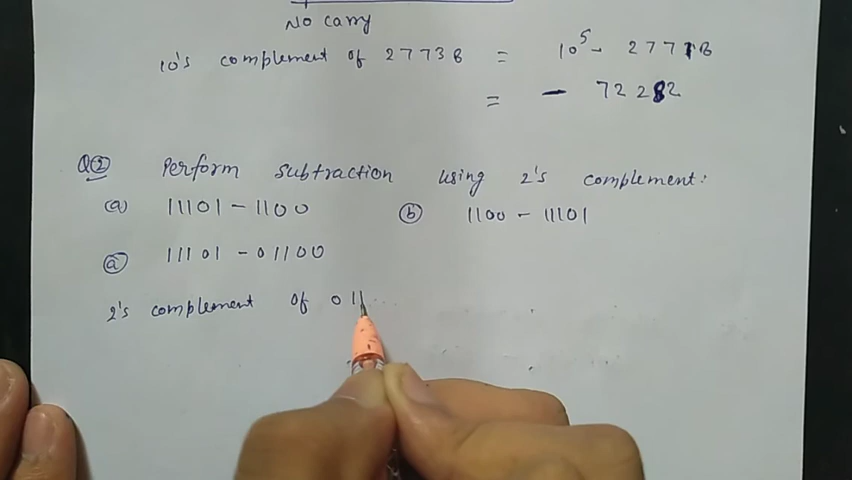 No carry
10's complement of 27738 = 10⁵ - 27718
= - 72282
Q② Perform subtraction using 2's complement:
ⓐ 11101 - 1100 ⓑ 1100 - 11101
ⓐ 11101 - 01100
2's complement of 011